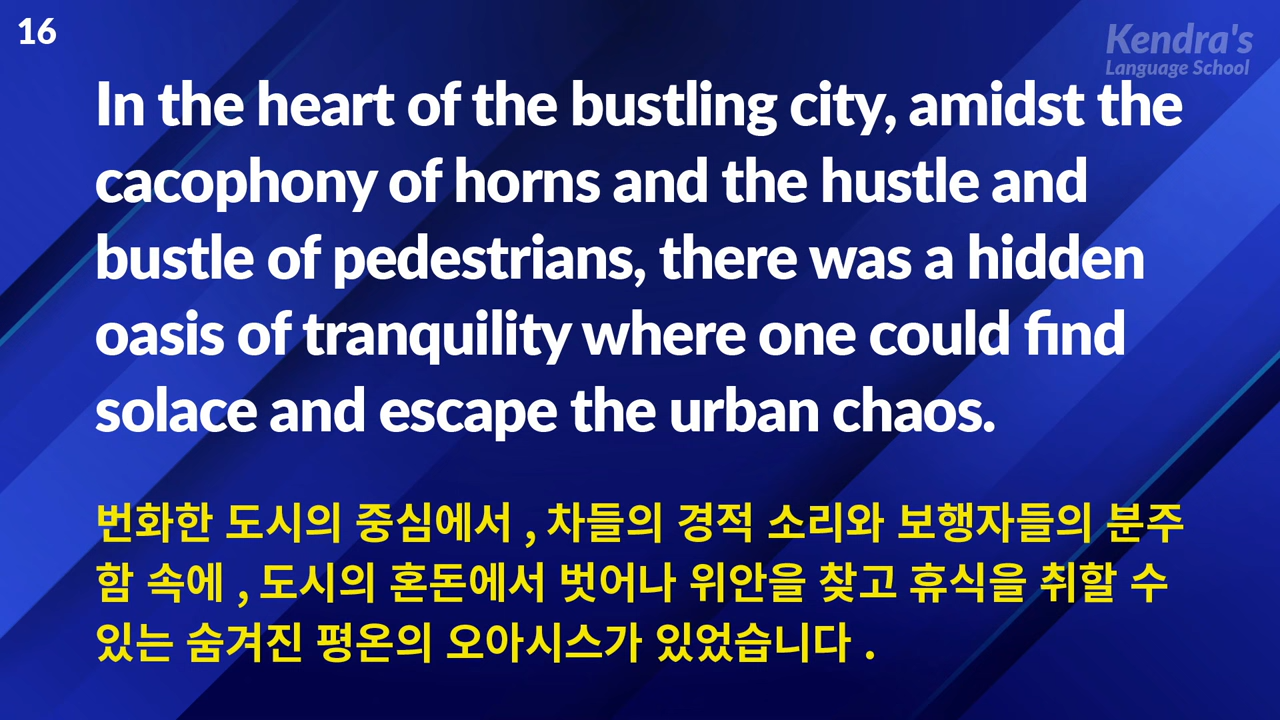 16
Kendra's
Language School
In the heart of the bustling city, amidst the
cacophony of horns and the hustle and
bustle of pedestrians, there was a hidden
oasis of tranquility where one could find
solace and escape the urban chaos.
번화한 도시의 중심에서 , 차들의 경적 소리와 보행자들의 분주
함 속에 , 도시의 혼돈에서 벗어나 위안을 찾고 휴식을 취할 수
있는 숨겨진 평온의 오아시스가 있었습니다 .